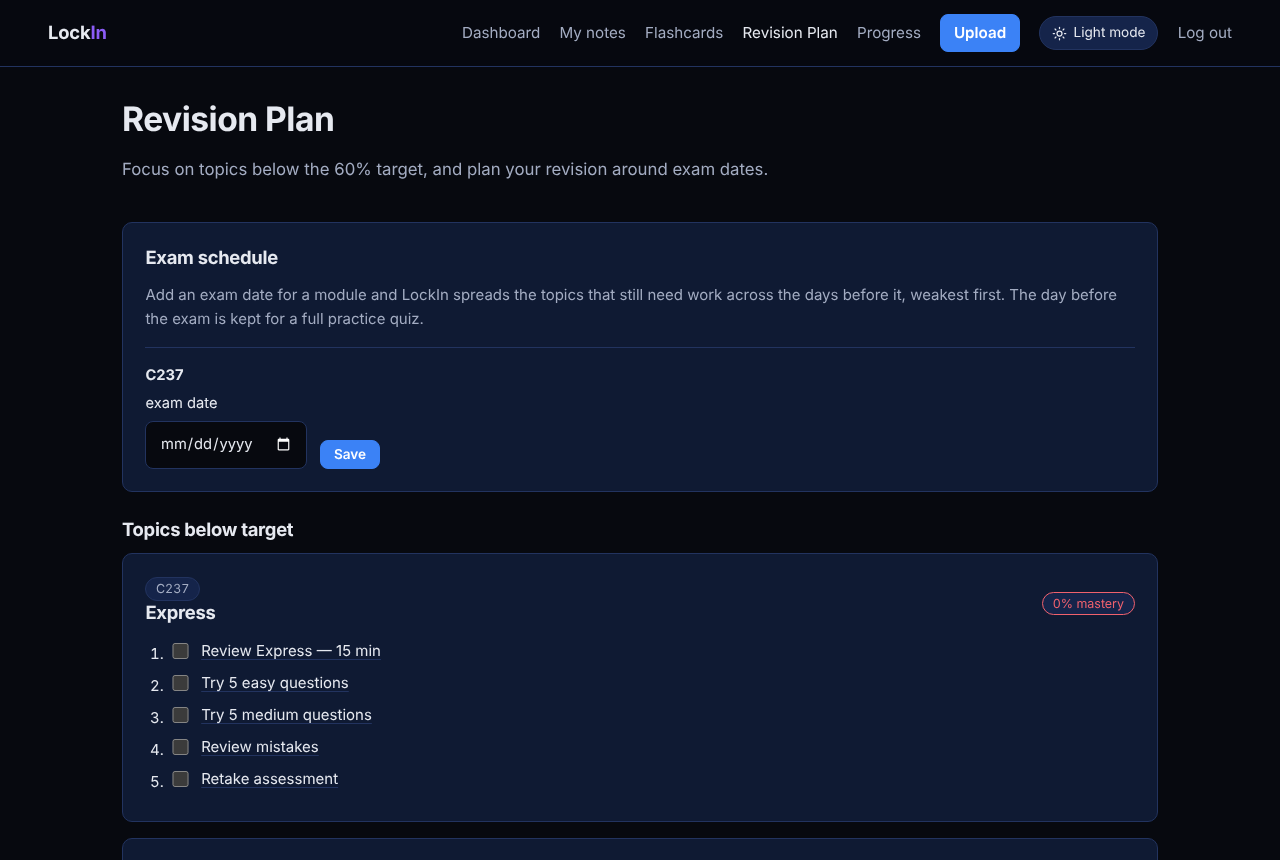 LockIn
Dashboard My notes Flashcards Revision Plan Progress Upload Light mode Log out
Revision Plan
Focus on topics below the 60% target, and plan your revision around exam dates.
Exam schedule
Add an exam date for a module and LockIn spreads the topics that still need work across the days before it, weakest first. The day before
the exam is kept for a full practice quiz.
C237
exam date
mm/dd/yyyy
Save
Topics below target
C237
Express
0% mastery
1. Review Express — 15 min
2. Try 5 easy questions
3. Try 5 medium questions
4. Review mistakes
5. Retake assessment